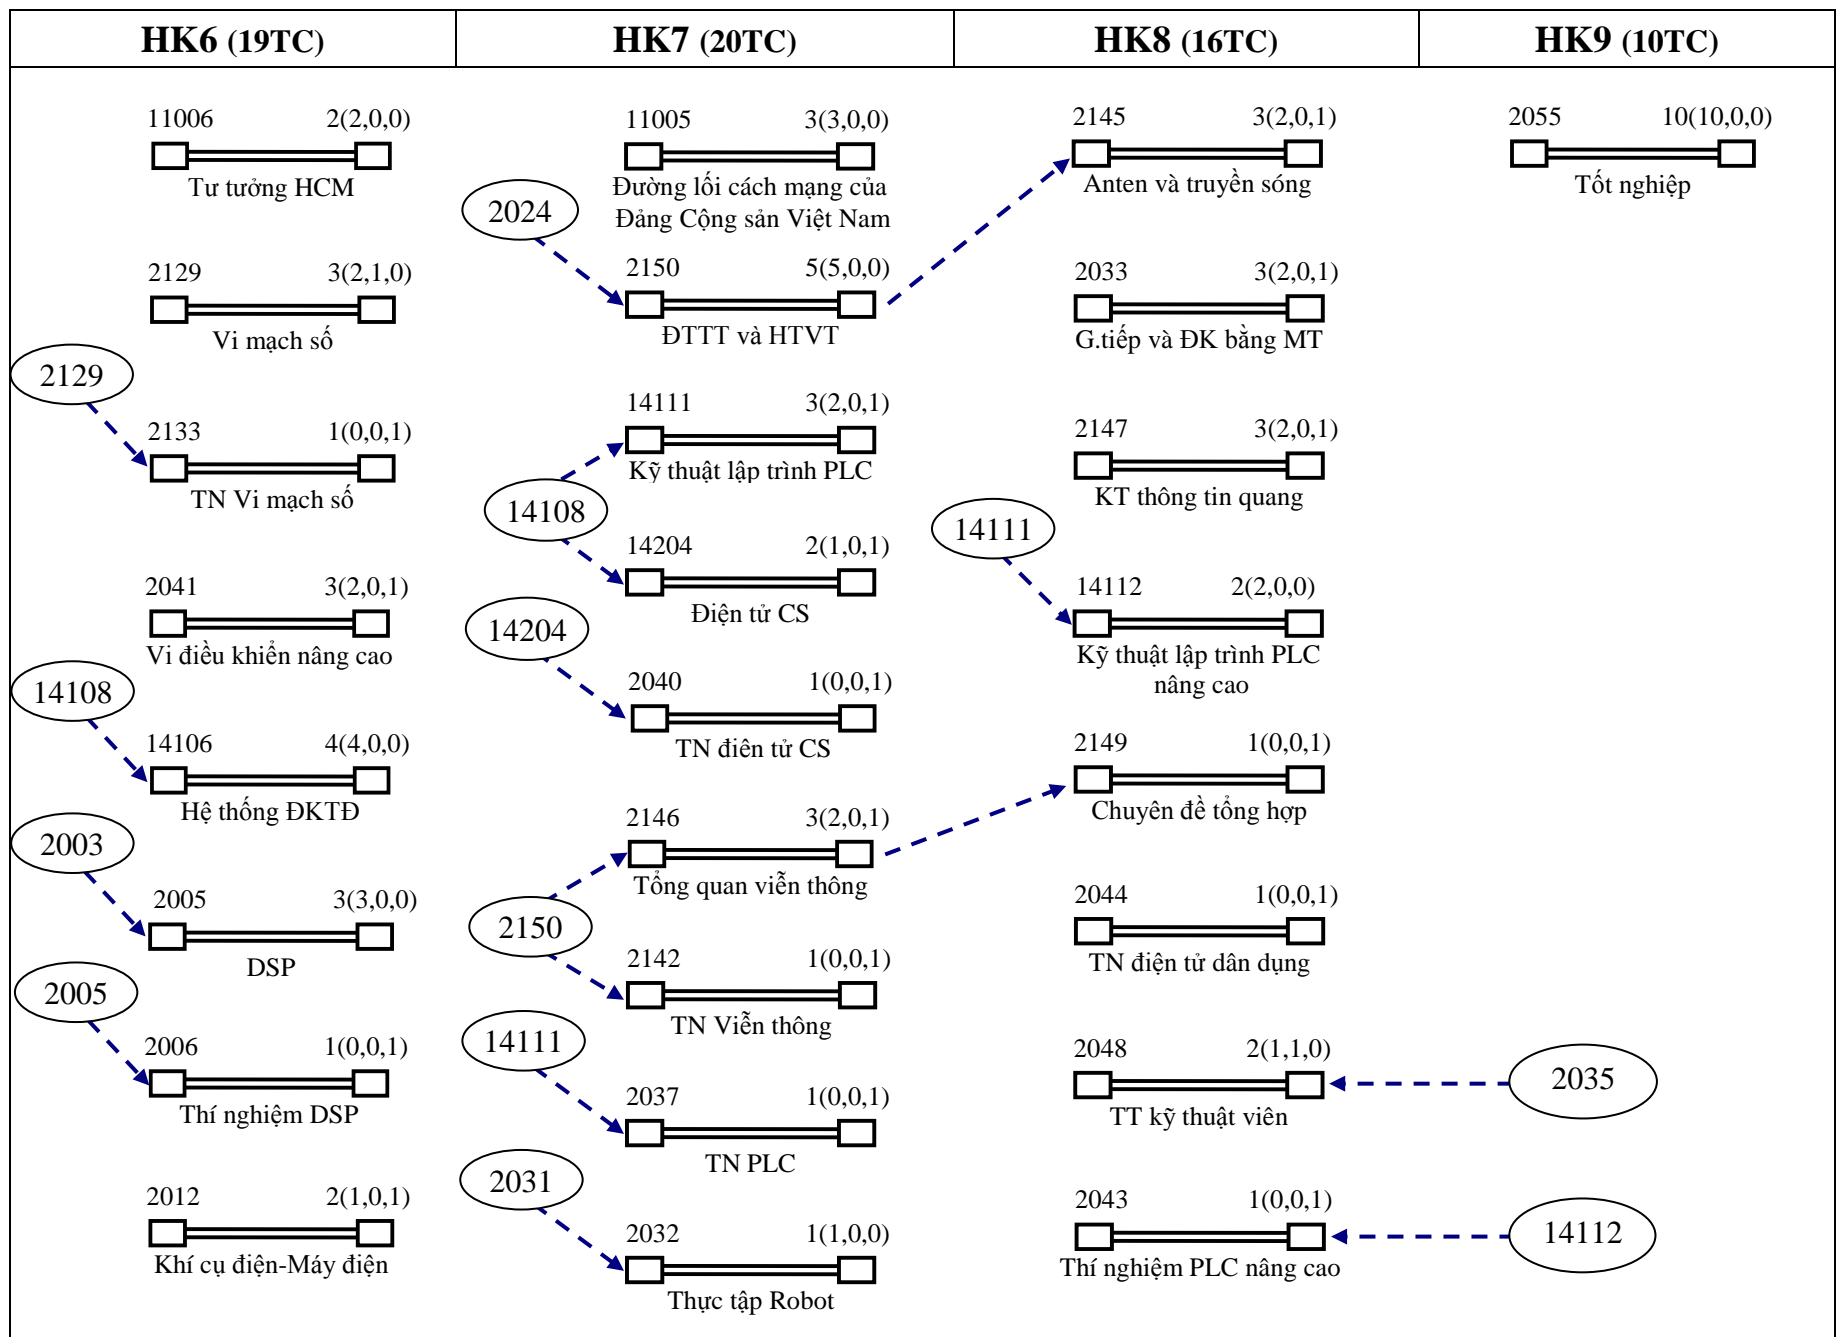 HK6 (19TC)
HK7 (20TC)
HK8 (16TC)
HK9 (10TC)
11006 2(2,0,0)
Tư tưởng HCM
2129 3(2,1,0)
Vi mạch số
2129
2133 1(0,0,1)
TN Vi mạch số
2041 3(2,0,1)
Vi điều khiển nâng cao
14108
14106 4(4,0,0)
Hệ thống ĐKTĐ
2003
2005 3(3,0,0)
DSP
2005
2006 1(0,0,1)
Thí nghiệm DSP
2012 2(1,0,1)
Khí cụ điện-Máy điện
11005 3(3,0,0)
Đường lối cách mạng của
Đảng Cộng sản Việt Nam
2024
2150 5(5,0,0)
ĐTTT và HTVT
14111 3(2,0,1)
Kỹ thuật lập trình PLC
14108
14204 2(1,0,1)
Điện tử CS
14204
2040 1(0,0,1)
TN điên tử CS
2146 3(2,0,1)
Tổng quan viễn thông
2150
2142 1(0,0,1)
TN Viễn thông
14111
2037 1(0,0,1)
TN PLC
2031
2032 1(1,0,0)
Thực tập Robot
2145 3(2,0,1)
Anten và truyền sóng
2033 3(2,0,1)
G.tiếp và ĐK bằng MT
2147 3(2,0,1)
KT thông tin quang
14111
14112 2(2,0,0)
Kỹ thuật lập trình PLC
nâng cao
2149 1(0,0,1)
Chuyên đề tổng hợp
2044 1(0,0,1)
TN điện tử dân dụng
2048 2(1,1,0)
TT kỹ thuật viên
2043 1(0,0,1)
Thí nghiệm PLC nâng cao
2055 10(10,0,0)
Tốt nghiệp
2035
14112